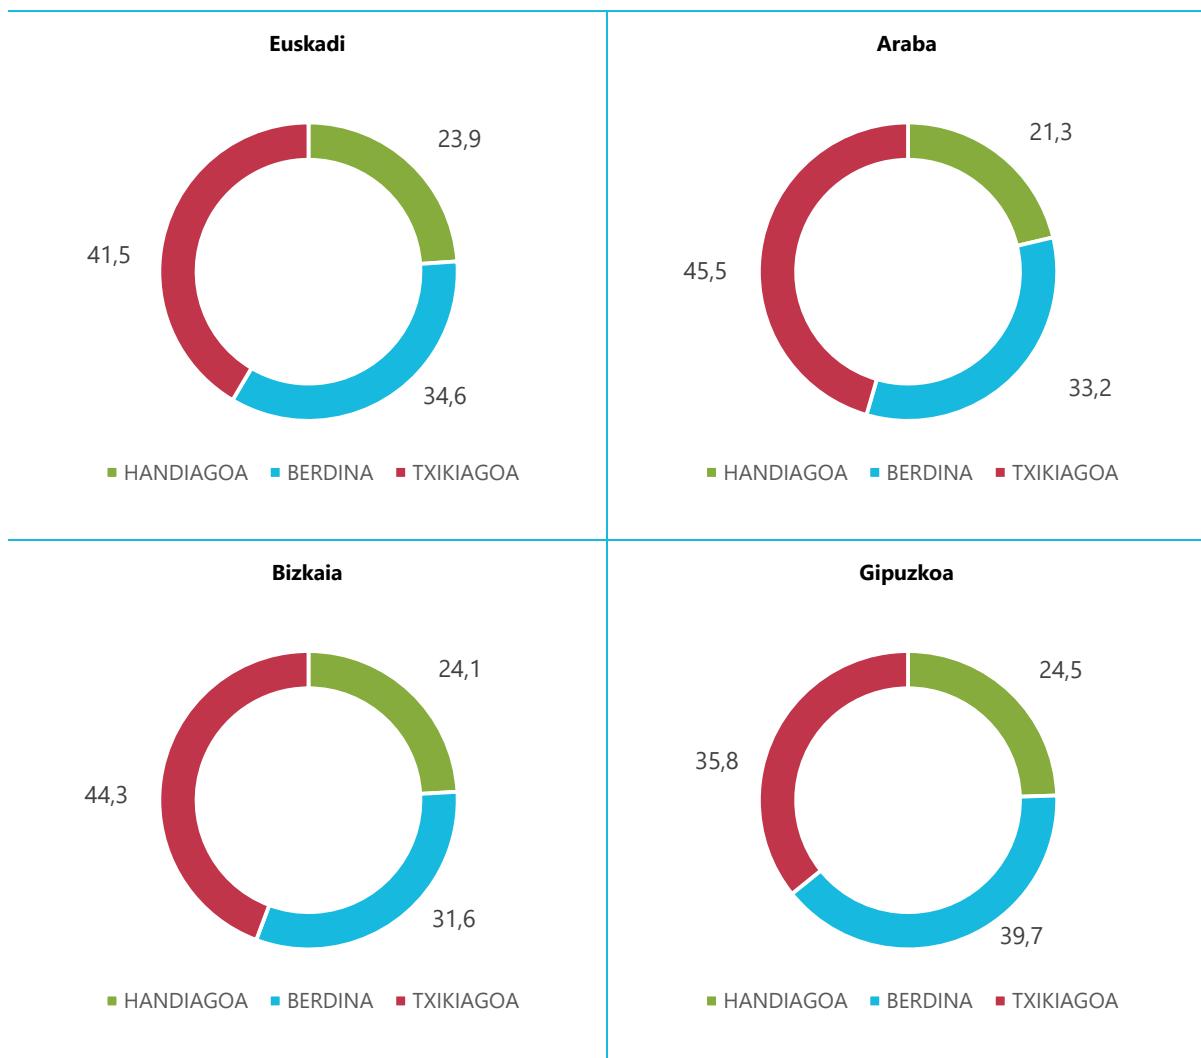 Euskadi
23,9
41,5
34,6
HANDIAGOA BERDINA TXIKIAGOA
Araba
21,3
45,5
33,2
HANDIAGOA BERDINA TXIKIAGOA
Bizkaia
24,1
44,3
31,6
HANDIAGOA BERDINA TXIKIAGOA
Gipuzkoa
24,5
35,8
39,7
HANDIAGOA BERDINA TXIKIAGOA